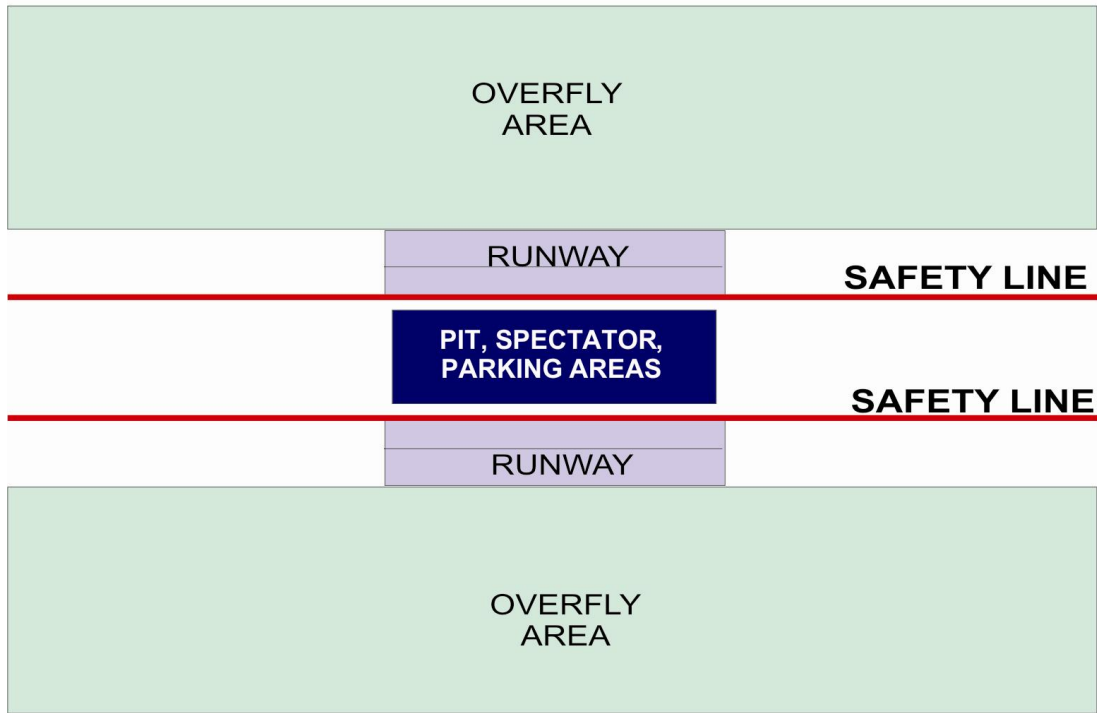 OVERFLY
AREA
RUNWAY
SAFETY LINE
PIT, SPECTATOR,
PARKING AREAS
SAFETY LINE
RUNWAY
OVERFLY
AREA